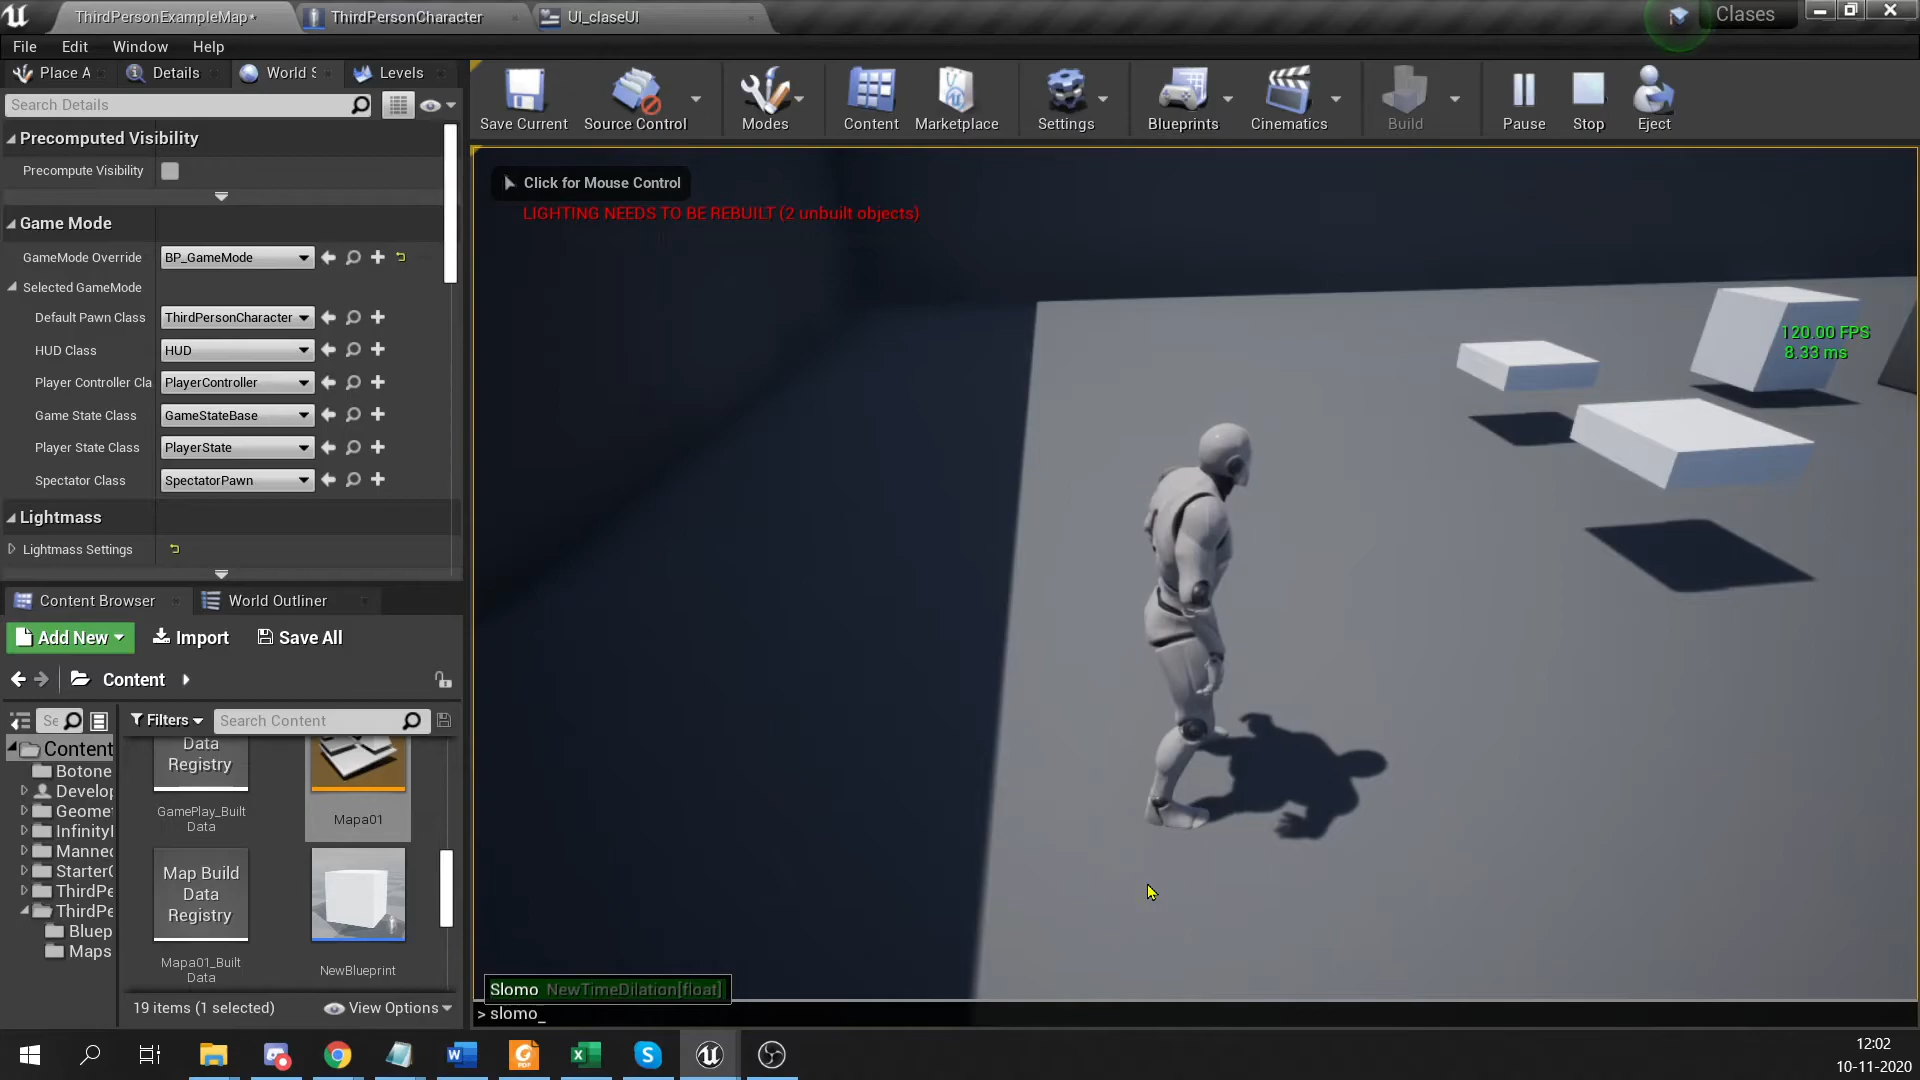 ThirdPersonExampleMap*
ThirdPersonCharacter
UI_claseUI
Clases
File
Edit
Window
Help
Place A
Details
World S
Levels
Search Details
Precomputed Visibility
Precompute Visibility
Game Mode
GameMode Override
BP_GameMode
Selected GameMode
Default Pawn Class
ThirdPersonCharacter
HUD Class
HUD
Player Controller Cla
PlayerController
Game State Class
GameStateBase
Player State Class
PlayerState
Spectator Class
SpectatorPawn
Lightmass
Lightmass Settings
Save Current
Source Control
Modes
Content
Marketplace
Settings
Blueprints
Cinematics
Build
Pause
Stop
Eject
Click for Mouse Control
LIGHTING NEEDS TO BE REBUILT (2 unbuilt objects)
120.00 FPS
8.33 ms
Content Browser
World Outliner
Add New
Import
Save All
Content
Se
Filters
Search Content
Content
Botone
Develop
Geomet
InfinityI
Manned
StarterC
ThirdPe
ThirdPe
Bluep
Maps
Data
Registry
GamePlay_Built
Data
Mapa01
Map Build
Data
Registry
Mapa01_Built
Data
NewBlueprint
19 items (1 selected)
View Options
Slomo NewTimeDilation[float]
> slomo_
12:02
10-11-2020